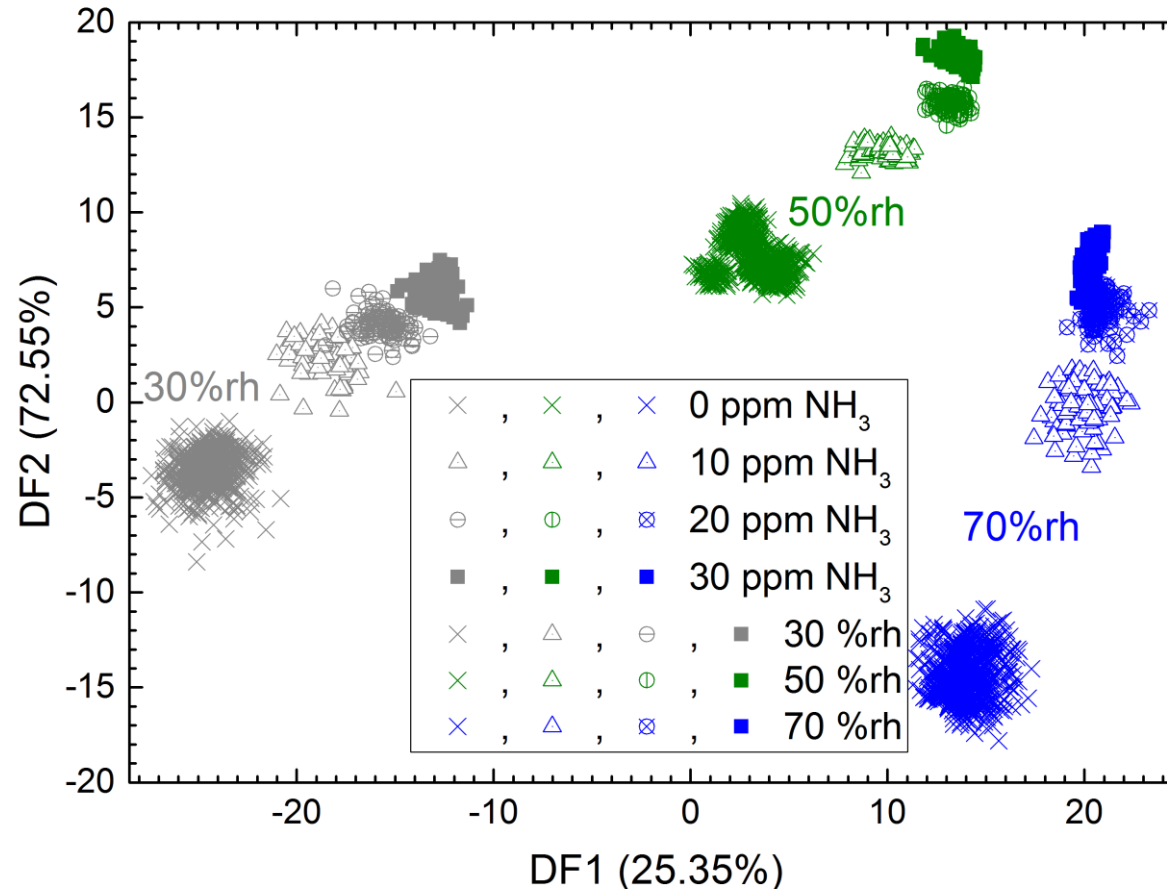 20
15
10
5
0
-5
-10
-15
-20
DF2 (72.55%)
50%rh
30%rh
70%rh
, , 0 ppm NH₃
, , 10 ppm NH₃
, , 20 ppm NH₃
, , 30 ppm NH₃
, , , 30 %rh
, , , 50 %rh
, , , 70 %rh
-20 -10 0 10 20
DF1 (25.35%)